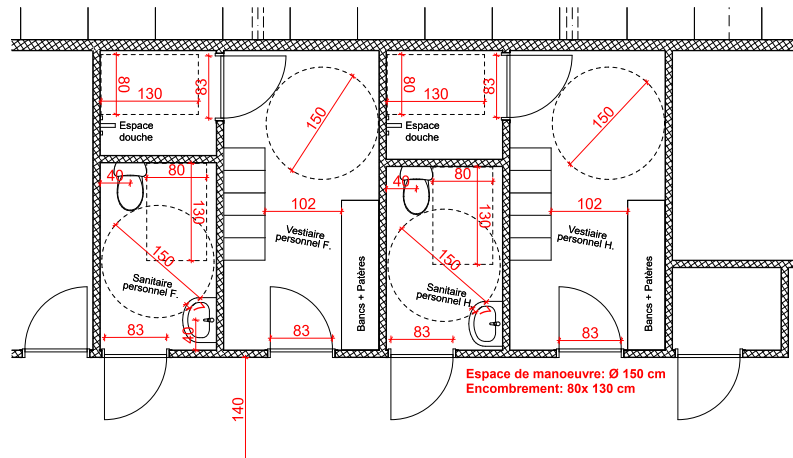 80
130
83
150
Espace
douche
80
130
83
150
Espace
douche
40
80
130
102
Vestiaire
personnel F.
150
Sanitaire
personnel F.
Bancs + Patères
83
40
83
140
40
80
130
102
Vestiaire
personnel H.
150
Sanitaire
personnel H.
Bancs + Patères
83
83
Espace de manoeuvre: Ø 150 cm
Encombrement: 80x 130 cm